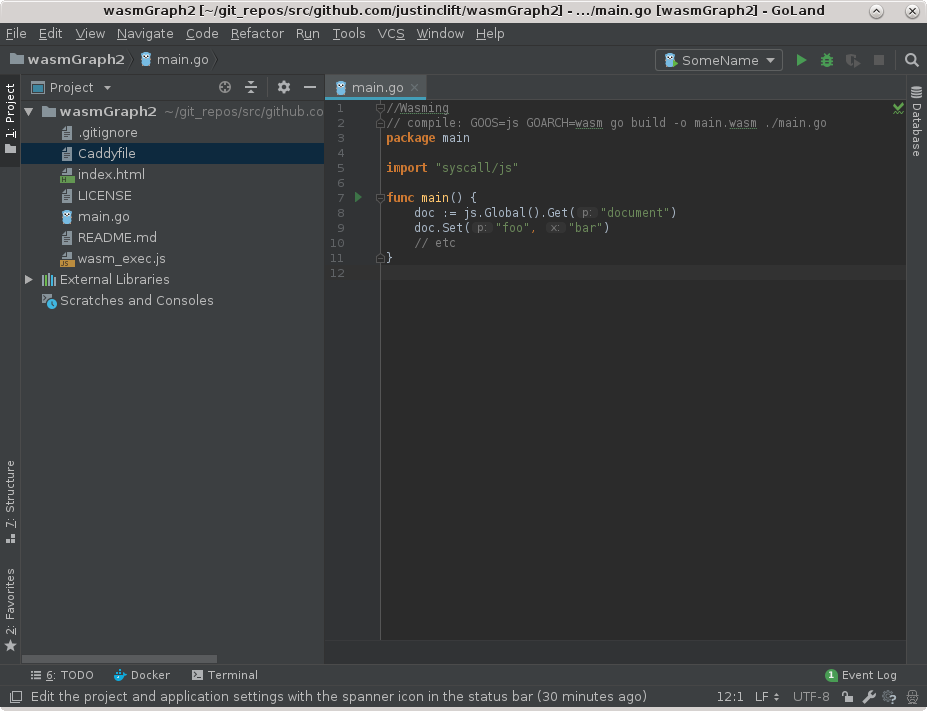 wasmGraph2 [~/git_repos/src/github.com/justinclift/wasmGraph2] - .../main.go [wasmGraph2] - GoLand
File Edit View Navigate Code Refactor Run Tools VCS Window Help
wasmGraph2 main.go SomeName
1: Project
Project
main.go
wasmGraph2 ~/git_repos/src/github.co
.gitignore
Caddyfile
index.html
LICENSE
main.go
README.md
wasm_exec.js
External Libraries
Scratches and Consoles
1 //Wasming
2 // compile: GOOS=js GOARCH=wasm go build -o main.wasm ./main.go
3 package main
4
5 import "syscall/js"
6
7 func main() {
8 doc := js.Global().Get( p: "document")
9 doc.Set( p: "foo", x: "bar")
10 // etc
11 }
12
Database
7: Structure
2: Favorites
6: TODO Docker Terminal 1 Event Log
Edit the project and application settings with the spanner icon in the status bar (30 minutes ago) 12:1 LF UTF-8